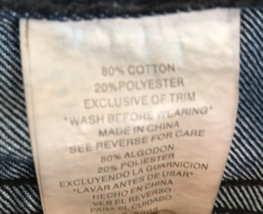 80% COTTON
20% POLYESTER
EXCLUSIVE OF TRIM
"WASH BEFORE WEARING"
MADE IN CHINA
SEE REVERSE FOR CARE
80% ALGODON
20% POLIESTER
EXCLUYENDO LA GUARNICION
"LAVAR ANTES DE USAR"
HECHO EN CHINA
VER EL REVERSO
PARA EL CUIDADO